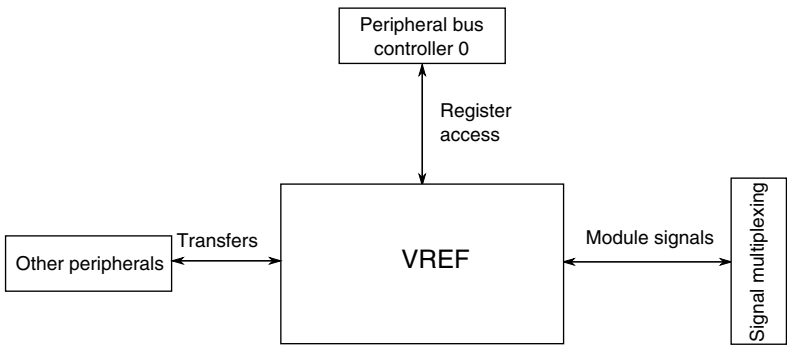 Peripheral bus
controller 0
Register
access
Transfers
Other peripherals
VREF
Module signals
Signal multiplexing